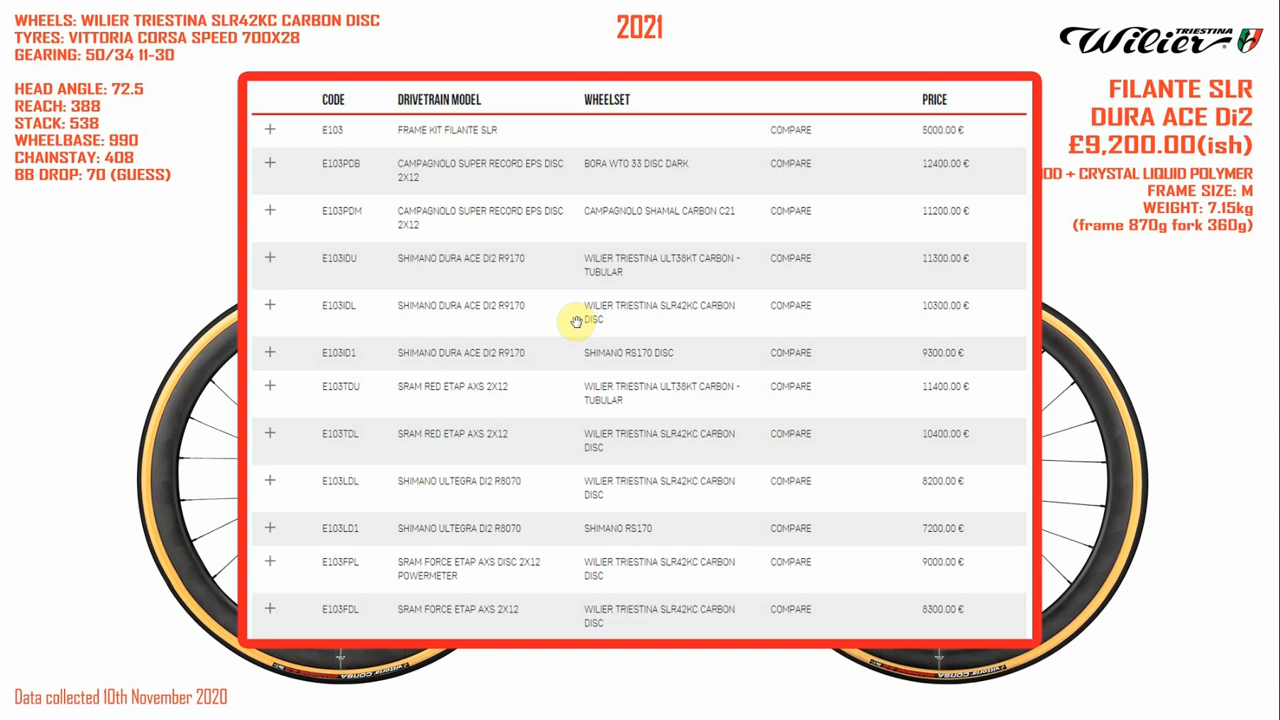 WHEELS: WILIER TRIESTINA SLR42KC CARBON DISC
TYRES: VITTORIA CORSA SPEED 700X28
GEARING: 50/34 11-30
HEAD ANGLE: 72.5
REACH: 388
STACK: 538
WHEELBASE: 990
CHAINSTAY: 408
BB DROP: 70 (GUESS)
2021
TRIESTINA
Wilier
FILANTE SLR
DURA ACE Di2
£9,200.00(ish)
OD + CRYSTAL LIQUID POLYMER
FRAME SIZE: M
WEIGHT: 7.15kg
(frame 870g fork 360g)
CODE DRIVETRAIN MODEL WHEELSET PRICE
+ E103 FRAME KIT FILANTE SLR COMPARE 5000.00 €
+ E103PDB CAMPAGNOLO SUPER RECORD EPS DISC BORA WTO 33 DISC DARK COMPARE 12400.00 €
2X12
+ E103PDM CAMPAGNOLO SUPER RECORD EPS DISC CAMPAGNOLO SHAMAL CARBON C21 COMPARE 11200.00 €
2X12
+ E103IDU SHIMANO DURA ACE DI2 R9170 WILIER TRIESTINA ULT38KT CARBON - COMPARE 11300.00 €
TUBULAR
+ E103IDL SHIMANO DURA ACE DI2 R9170 WILIER TRIESTINA SLR42KC CARBON COMPARE 10300.00 €
DISC
+ E103ID1 SHIMANO DURA ACE DI2 R9170 SHIMANO RS170 DISC COMPARE 9300.00 €
+ E103TDU SRAM RED ETAP AXS 2X12 WILIER TRIESTINA ULT38KT CARBON - COMPARE 11400.00 €
TUBULAR
+ E103TDL SRAM RED ETAP AXS 2X12 WILIER TRIESTINA SLR42KC CARBON COMPARE 10400.00 €
DISC
+ E103LDL SHIMANO ULTEGRA DI2 R8070 WILIER TRIESTINA SLR42KC CARBON COMPARE 8200.00 €
DISC
+ E103LD1 SHIMANO ULTEGRA DI2 R8070 SHIMANO RS170 COMPARE 7200.00 €
+ E103FPL SRAM FORCE ETAP AXS DISC 2X12 WILIER TRIESTINA SLR42KC CARBON COMPARE 9000.00 €
POWERMETER DISC
+ E103FDL SRAM FORCE ETAP AXS 2X12 WILIER TRIESTINA SLR42KC CARBON COMPARE 8300.00 €
DISC
Data collected 10th November 2020